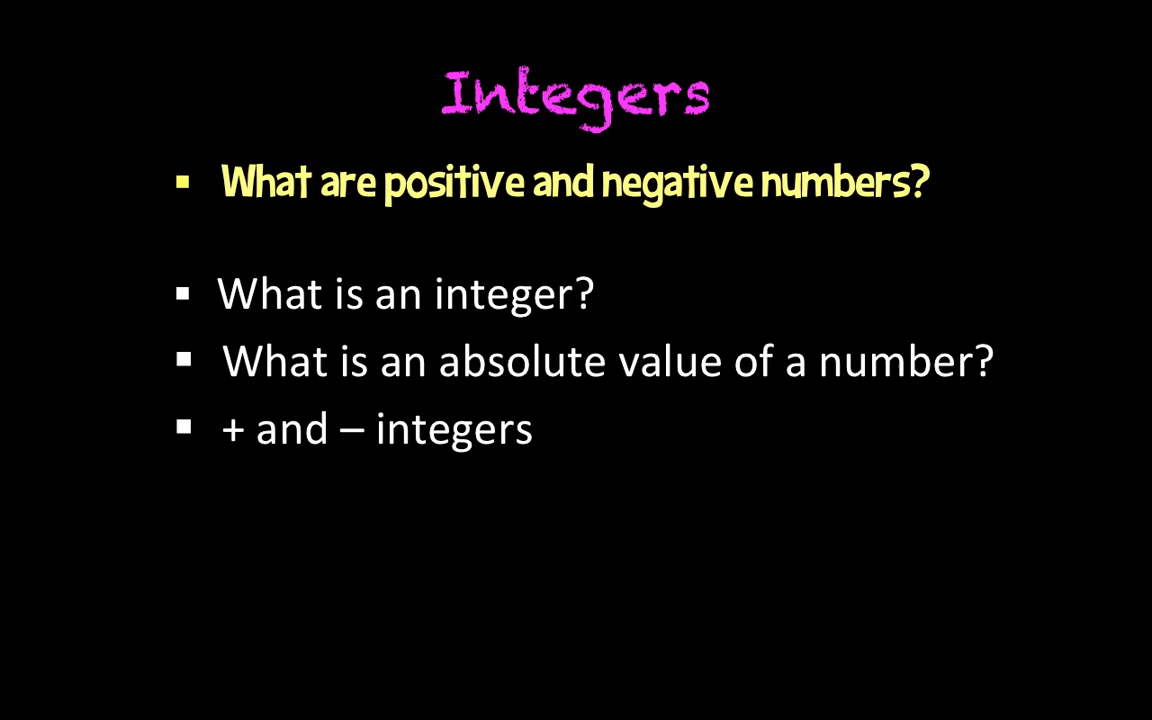 Integers
▪ What are positive and negative numbers?
▪ What is an integer?
▪ What is an absolute value of a number?
▪ + and – integers